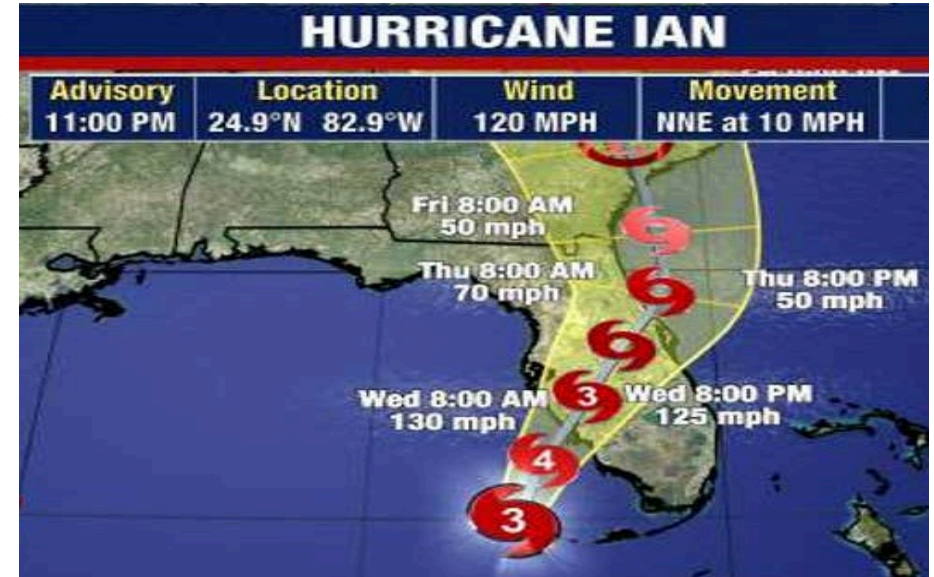 HURRICANE IAN
Advisory Location Wind Movement
11:00 PM 24.9°N 82.9°W 120 MPH NNE at 10 MPH
Fri 8:00 AM
50 mph
Thu 8:00 AM
70 mph
Thu 8:00 PM
50 mph
Wed 8:00 AM
130 mph
3
Wed 8:00 PM
125 mph
4
3